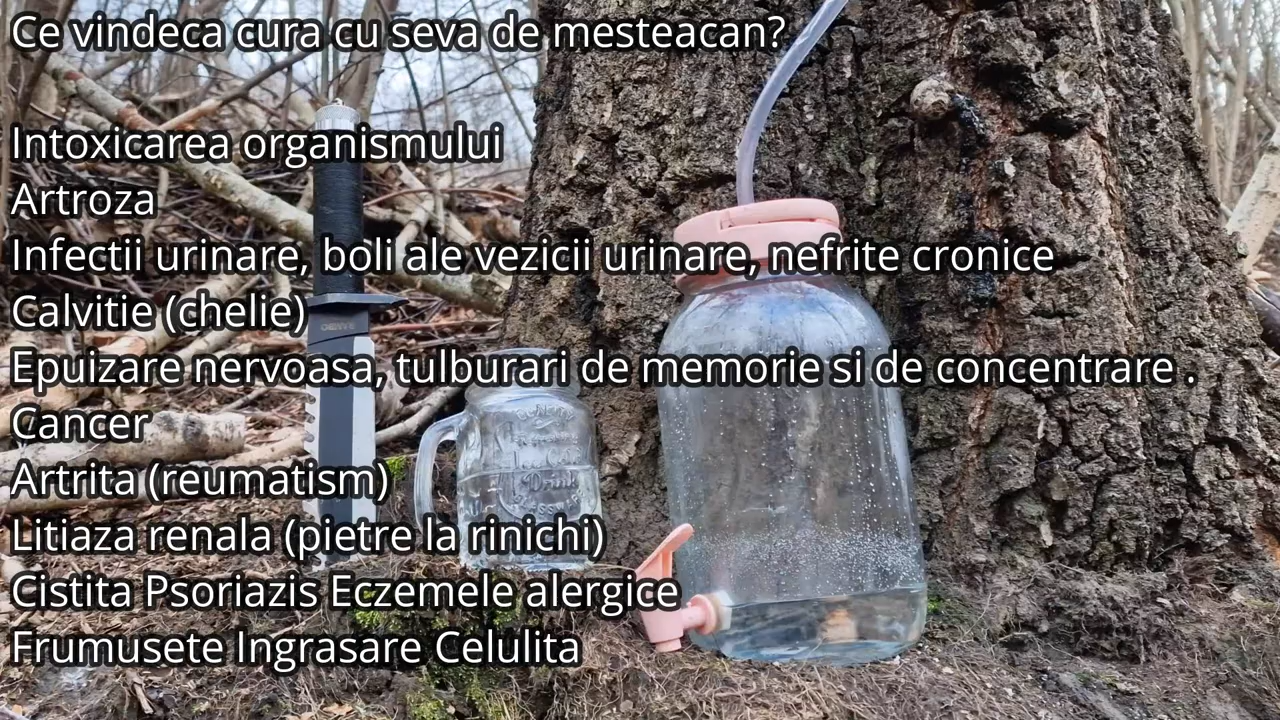 Ce vindeca cura cu seva de mesteacan?
Intoxicarea organismului
Artroza
Infectii urinare, boli ale vezicii urinare, nefrite cronice
Calvitie (chelie)
Epuizare nervoasa, tulburari de memorie si de concentrare .
Cancer
Artrita (reumatism)
Litiaza renala (pietre la rinichi)
Cistita Psoriazis Eczemele alergice
Frumusete Ingrasare Celulita
Drink